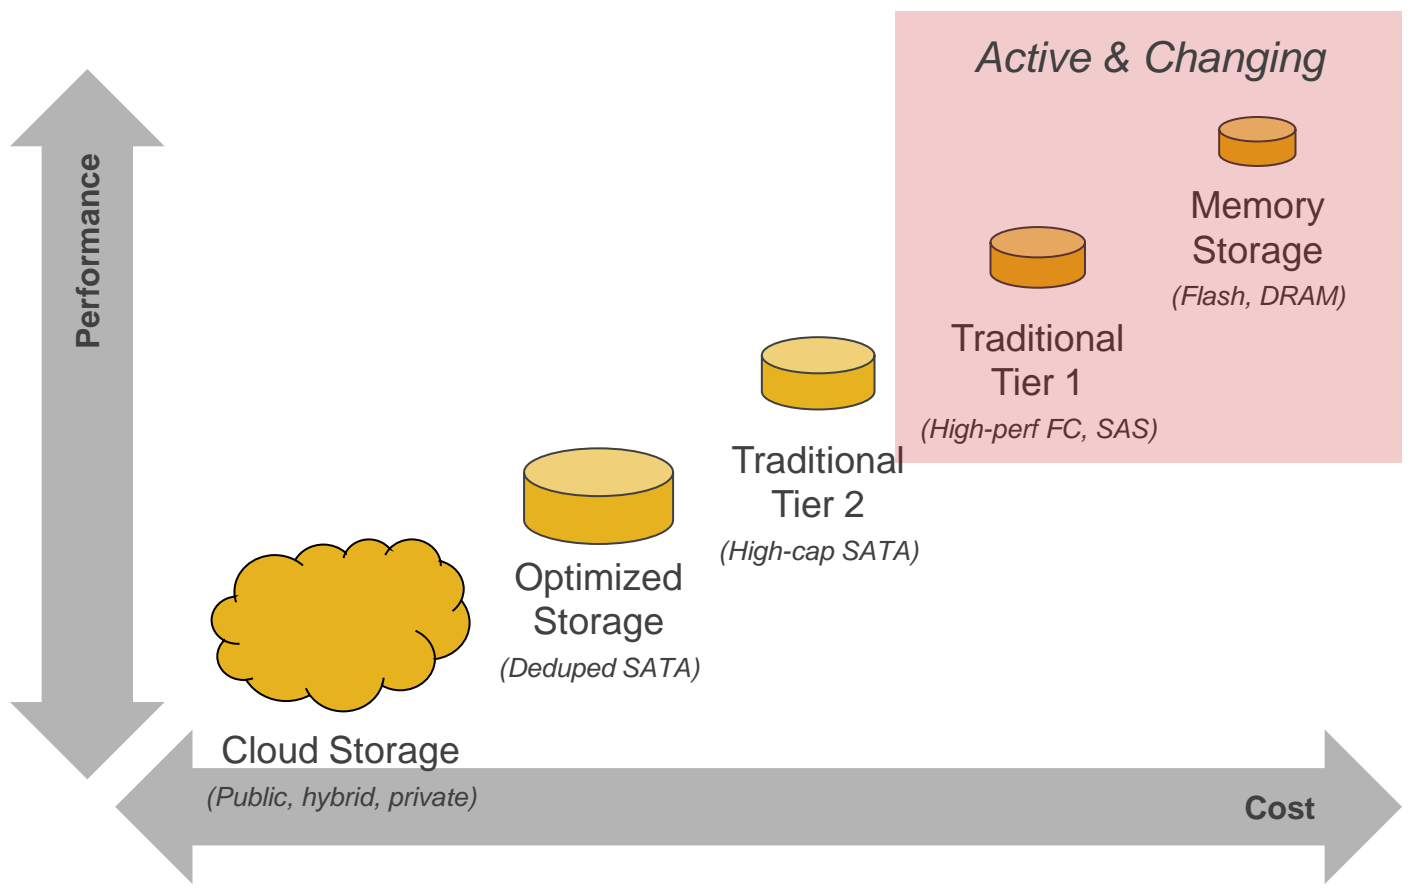 Active & Changing
Performance
Memory
Storage
(Flash, DRAM)
Traditional
Tier 1
(High-perf FC, SAS)
Traditional
Tier 2
(High-cap SATA)
Optimized
Storage
(Deduped SATA)
Cloud Storage
(Public, hybrid, private)
Cost